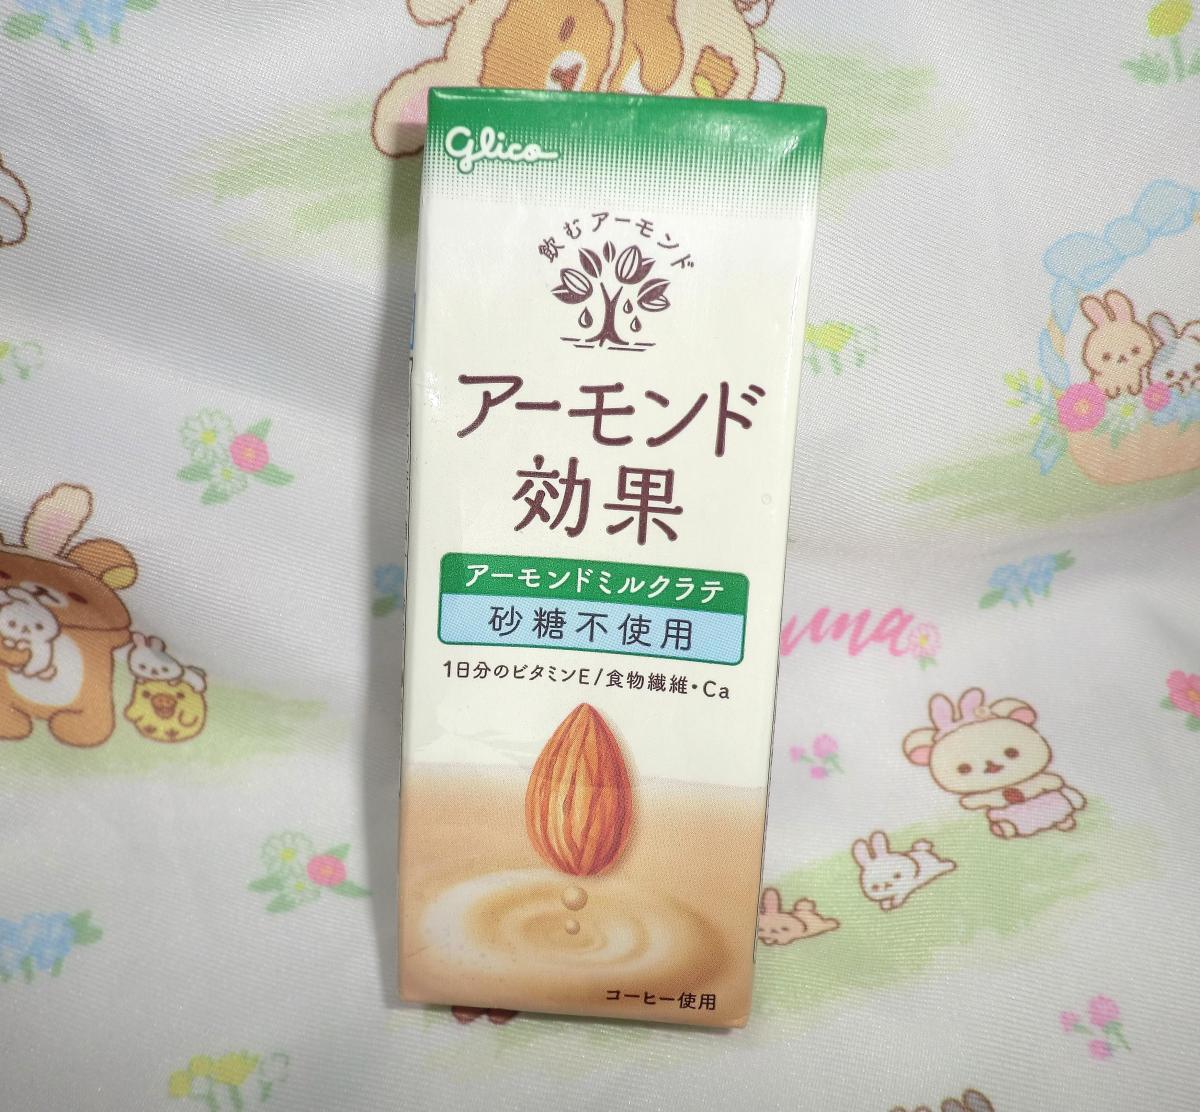 Glico
飲むアーモンド
アーモンド
効果
アーモンドミルクラテ
砂糖不使用
1日分のビタミンE/食物繊維・Ca
コーヒー使用